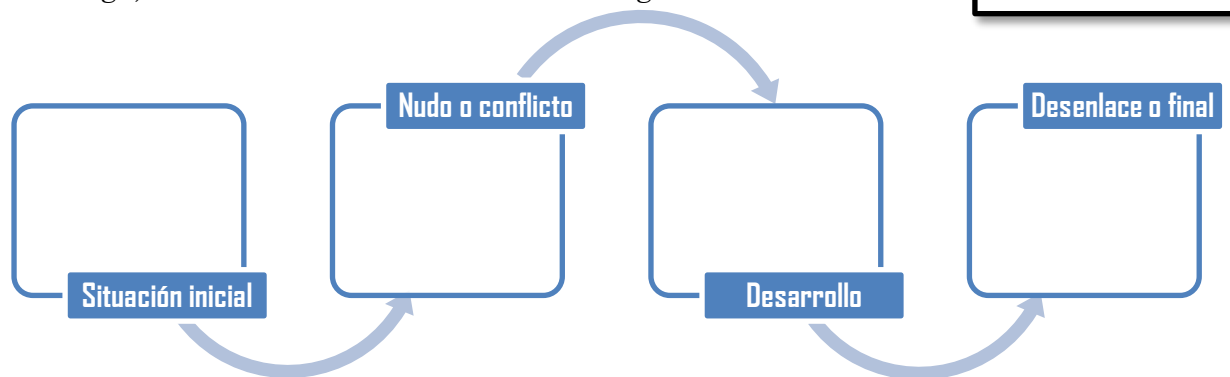 Situación inicial
Nudo o conflicto
Desarrollo
Desenlace o final